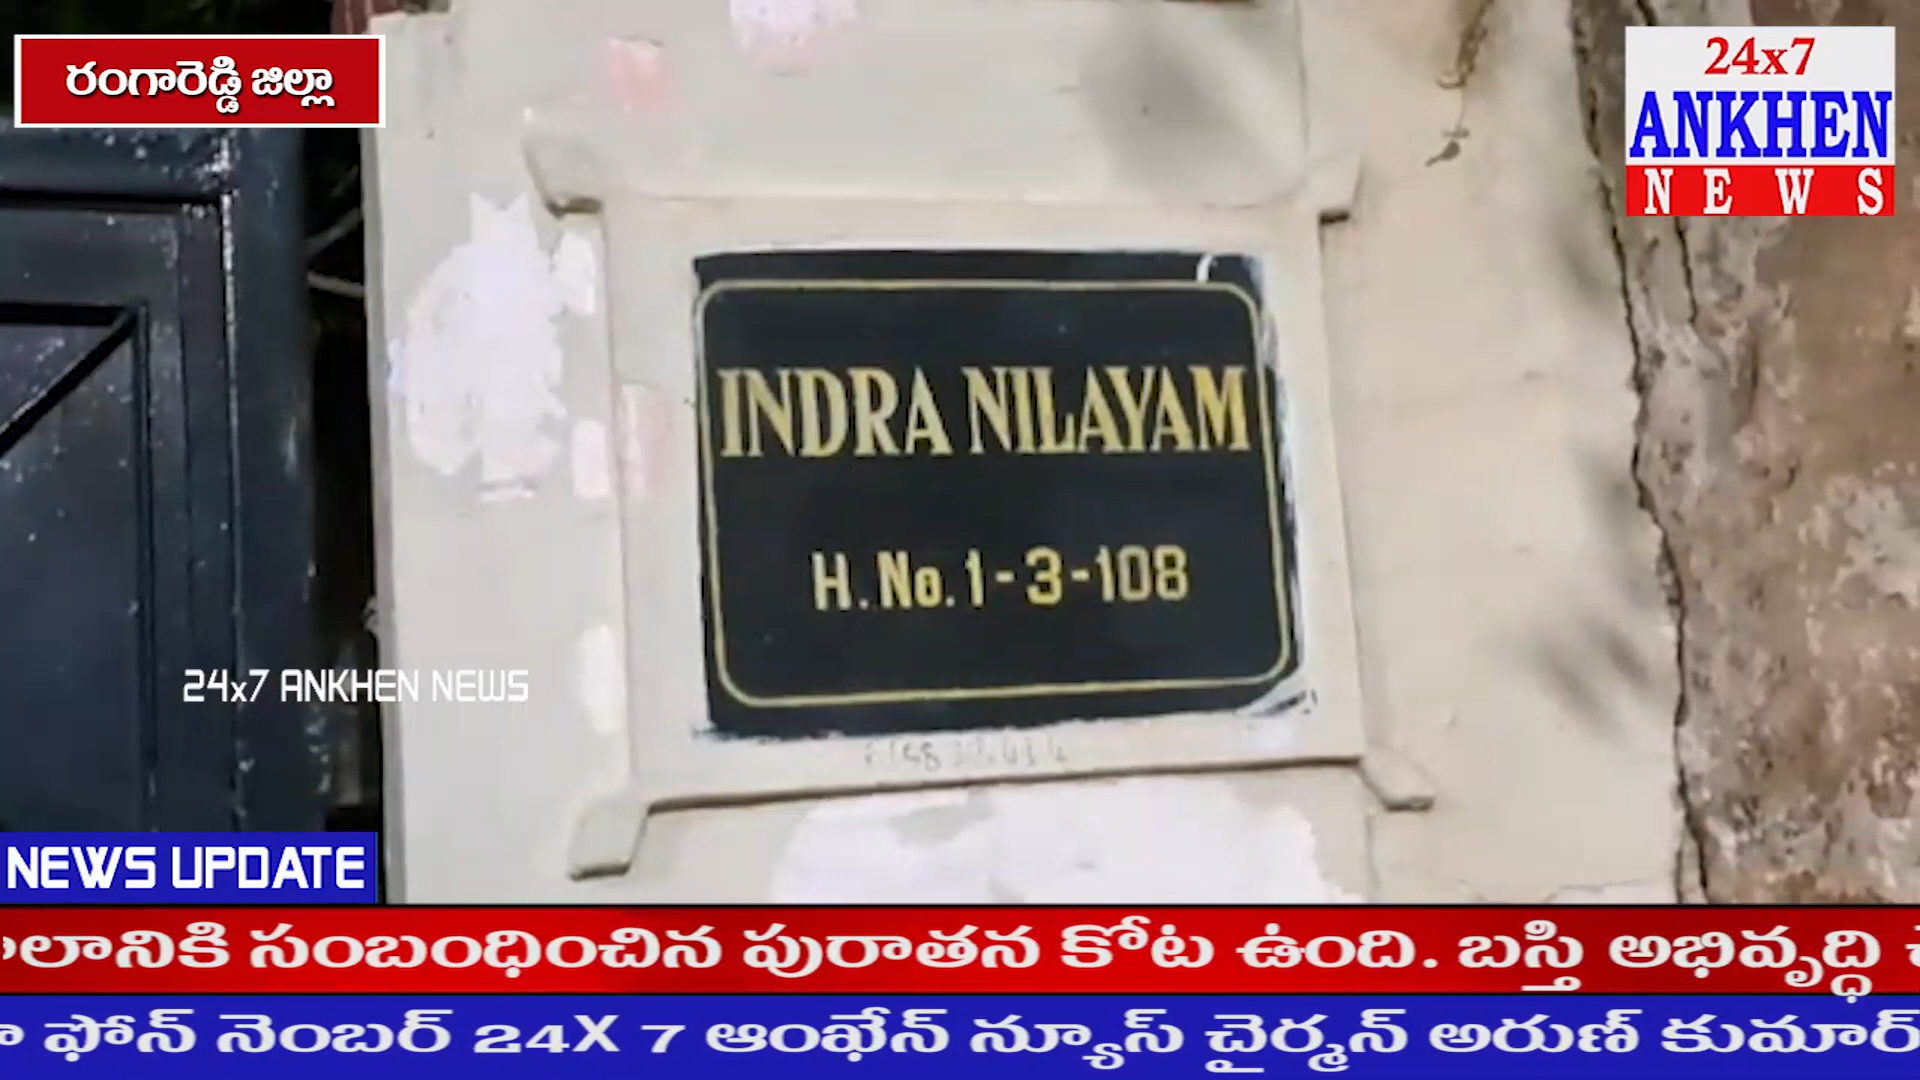 రంగారెడ్డి జిల్లా
24x7
ANKHEN
NEWS
INDRA NILAYAM
H.No.1-3-108
24x7 ANKHEN NEWS
NEWS UPDATE
సంబంధించిన పురాతన కోట ఉంది. బస్తి అభివృద్ధి
ఫోన్ నెంబర్ 24X 7 ఆంఖేన్ న్యూస్ చైర్మన్ అరుణ్ కుమార్